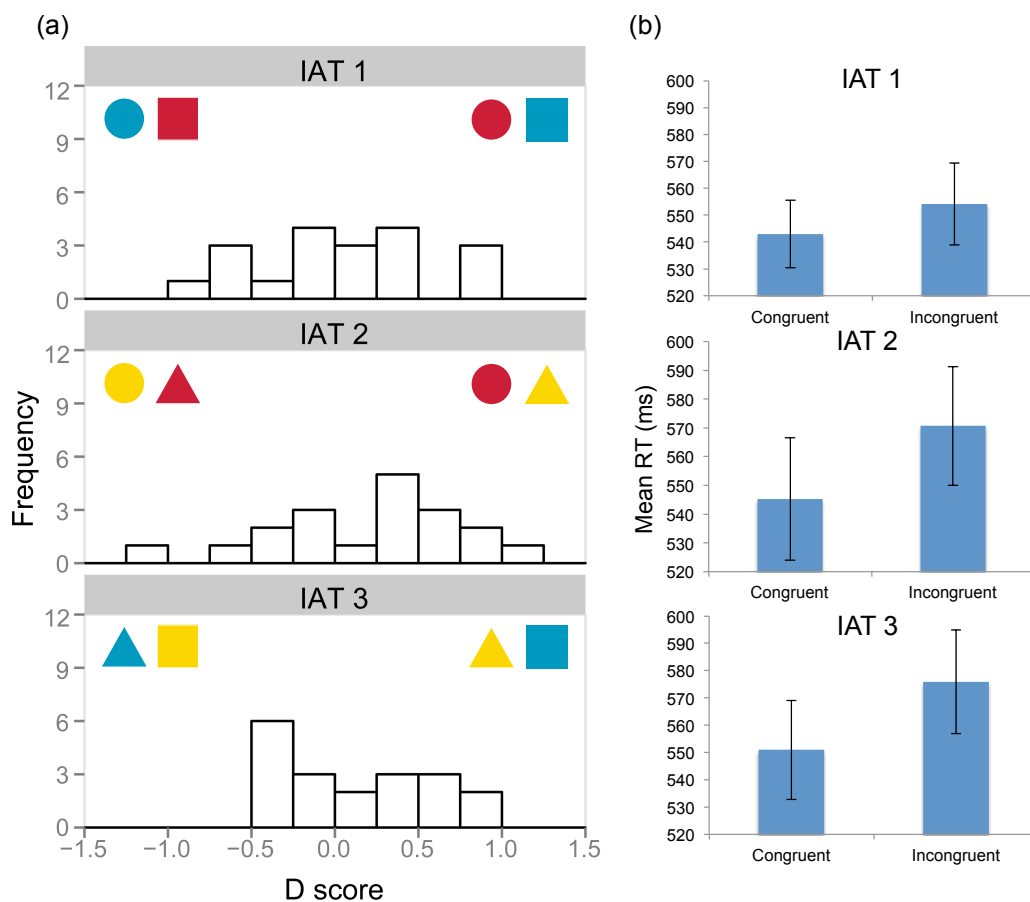 (a)
IAT 1
12
9
6
3
0
IAT 2
12
9
6
3
0
IAT 3
12
9
6
3
0
−1.5 −1.0 −0.5 0.0 0.5 1.0 1.5
D score
Frequency
(b)
IAT 1
600
590
580
570
560
550
540
530
520
Congruent Incongruent
IAT 2
600
590
580
570
560
550
540
530
520
Congruent Incongruent
IAT 3
600
590
580
570
560
550
540
530
520
Congruent Incongruent
Mean RT (ms)